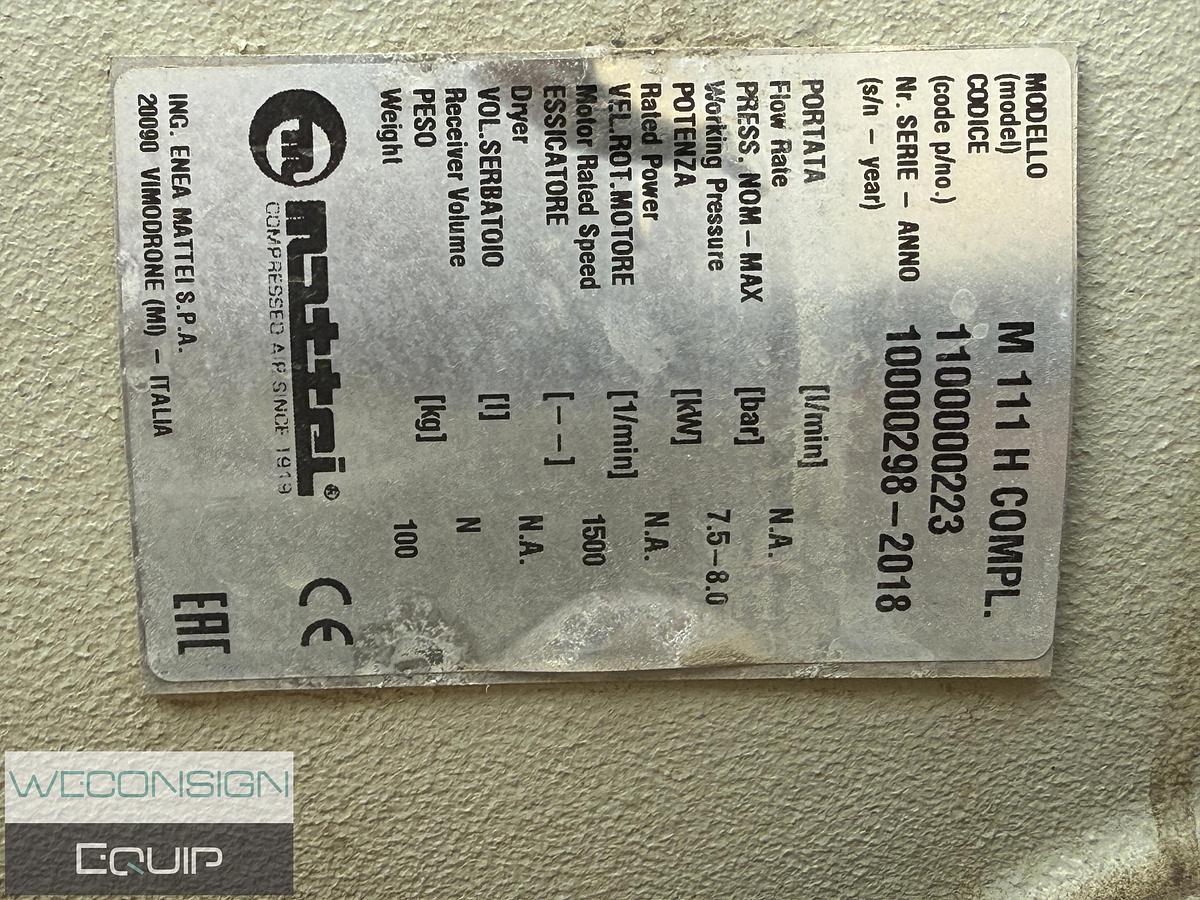 MODELLO M 111 H COMPL.
(model)
CODICE 1100000223
(code p/no.)
Nr. SERIE - ANNO 10000298-2018
(s/n - year)
PORTATA [l/min] N.A.
Flow Rate
PRESS. NOM-MAX [bar] 7.5-8.0
Working Pressure
POTENZA [kW] N.A.
Rated Power
VEL.ROT.MOTORE [1/min] 1500
Motor Rated Speed
ESSICATORE [--] N.A.
Dryer
VOL.SERBATOIO [l] N
Receiver Volume
PESO [kg] 100
Weight
mattei®
COMPRESSED AIR SINCE 1919
CE
ING. ENEA MATTEI S.P.A.
20090 VIMODRONE (MI) - ITALIA
EAC
WECONSIGN
EQUIP